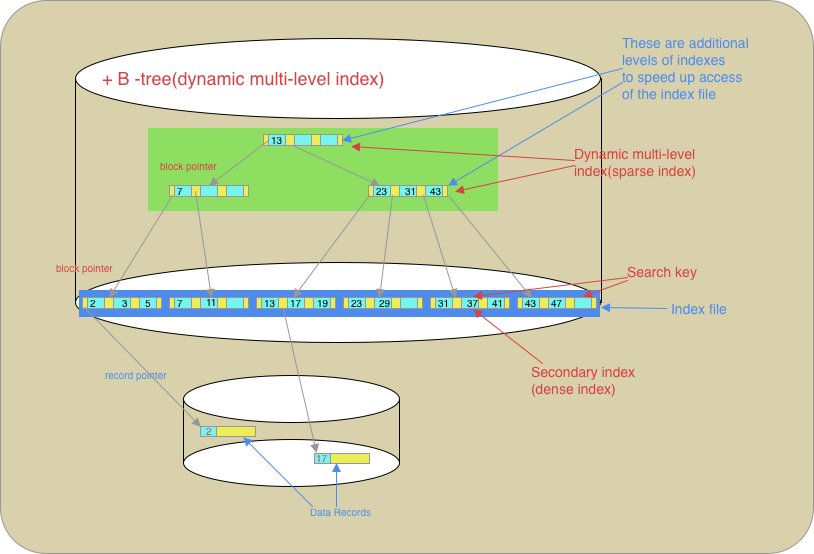 These are additional
levels of indexes
to speed up access
of the index file
+ B -tree(dynamic multi-level index)
13
Dynamic multi-level
index(sparse index)
block pointer
7
23 31 43
block pointer
Search key
2 3 5 7 11 13 17 19 23 29 31 37 41 43 47
Index file
Secondary index
(dense index)
record pointer
2
17
Data Records